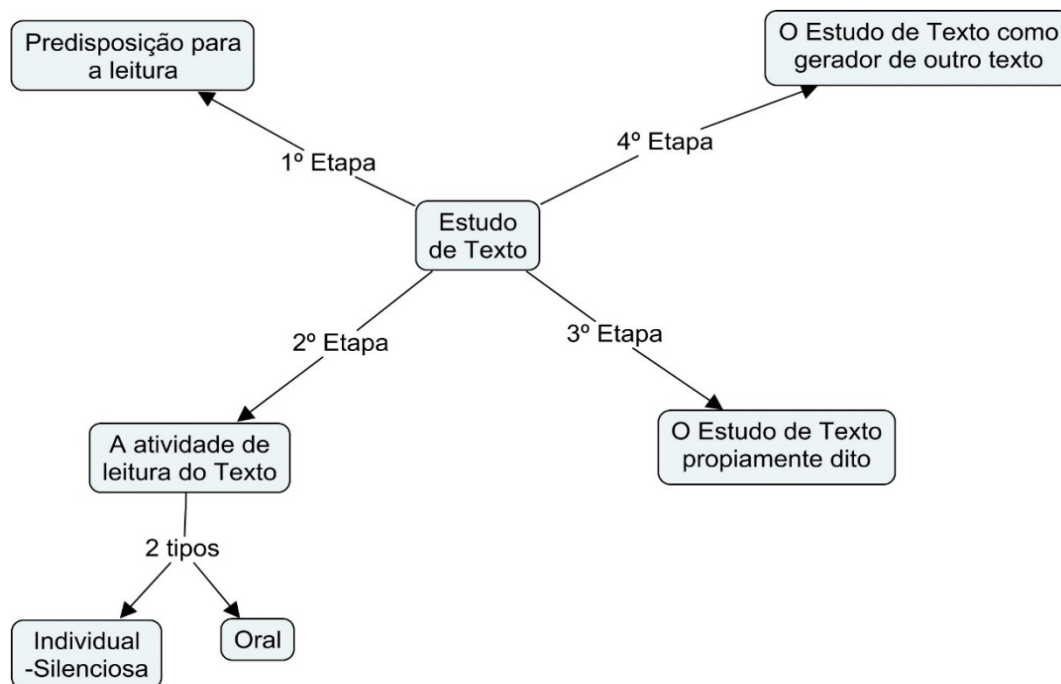 Predisposição para
a leitura
O Estudo de Texto como
gerador de outro texto
1º Etapa
4º Etapa
Estudo
de Texto
2º Etapa
3º Etapa
A atividade de
leitura do Texto
O Estudo de Texto
propiamente dito
2 tipos
Individual
-Silenciosa
Oral